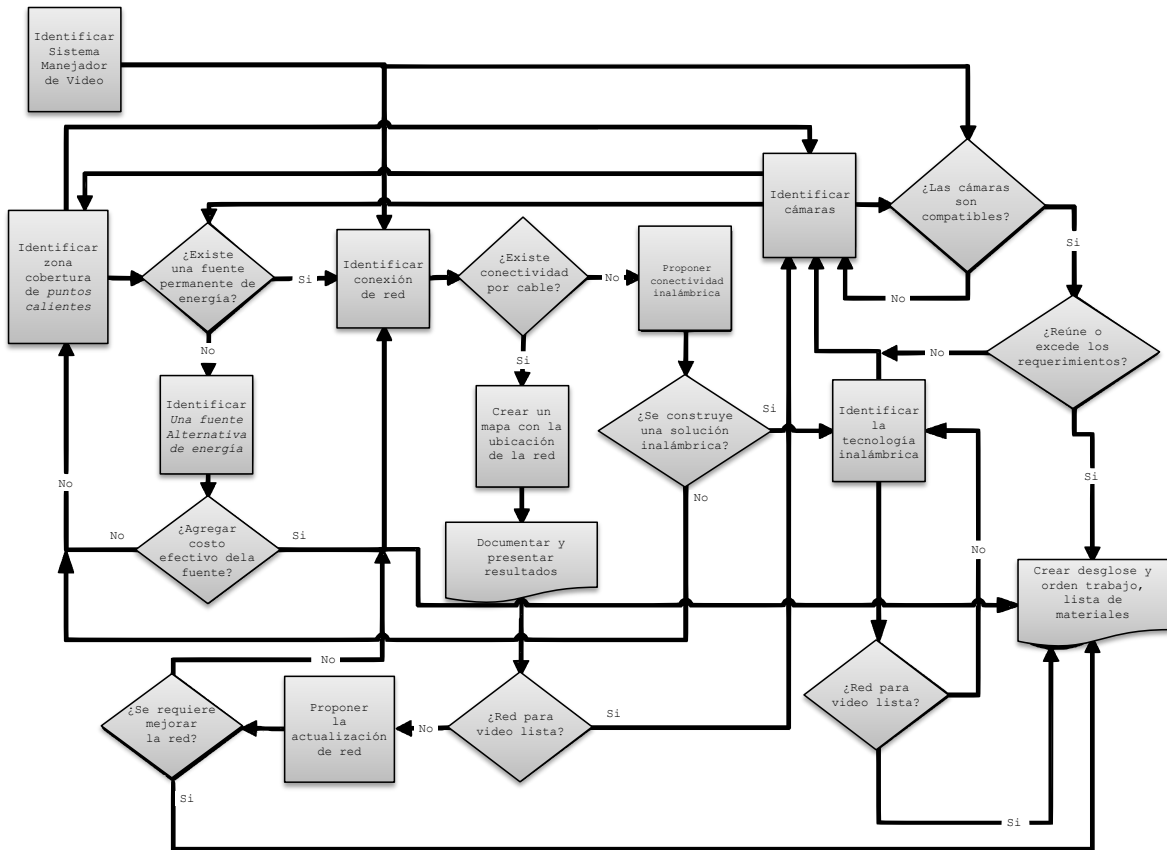 Identificar
Sistema
Manejador
de Video
¿Las cámaras
son
compatibles?
Identificar
cámaras
Si
No
Identificar
zona
cobertura
de puntos
calientes
¿Existe
una fuente
permanente de
energía?
Si
Identificar
conexión
de red
¿Existe
conectividad
por cable?
No
Proponer
conectividad
inalámbrica
¿Reúne o
excede los
requerimientos?
No
No
Si
Identificar
Una fuente
Alternativa
de energía
Crear un
mapa con la
ubicación
de la red
¿Se construye
una solución
inalámbrica?
Si
Identificar
la
tecnología
inalámbrica
Si
No
No
¿Agregar
costo
efectivo dela
fuente?
No
Si
Documentar y
presentar
resultados
No
Crear desglose y
orden trabajo,
lista de
materiales
No
¿Se requiere
mejorar
la red?
Proponer
la
actualización
de red
No
¿Red para
video lista?
Si
¿Red para
video lista?
Si
Si